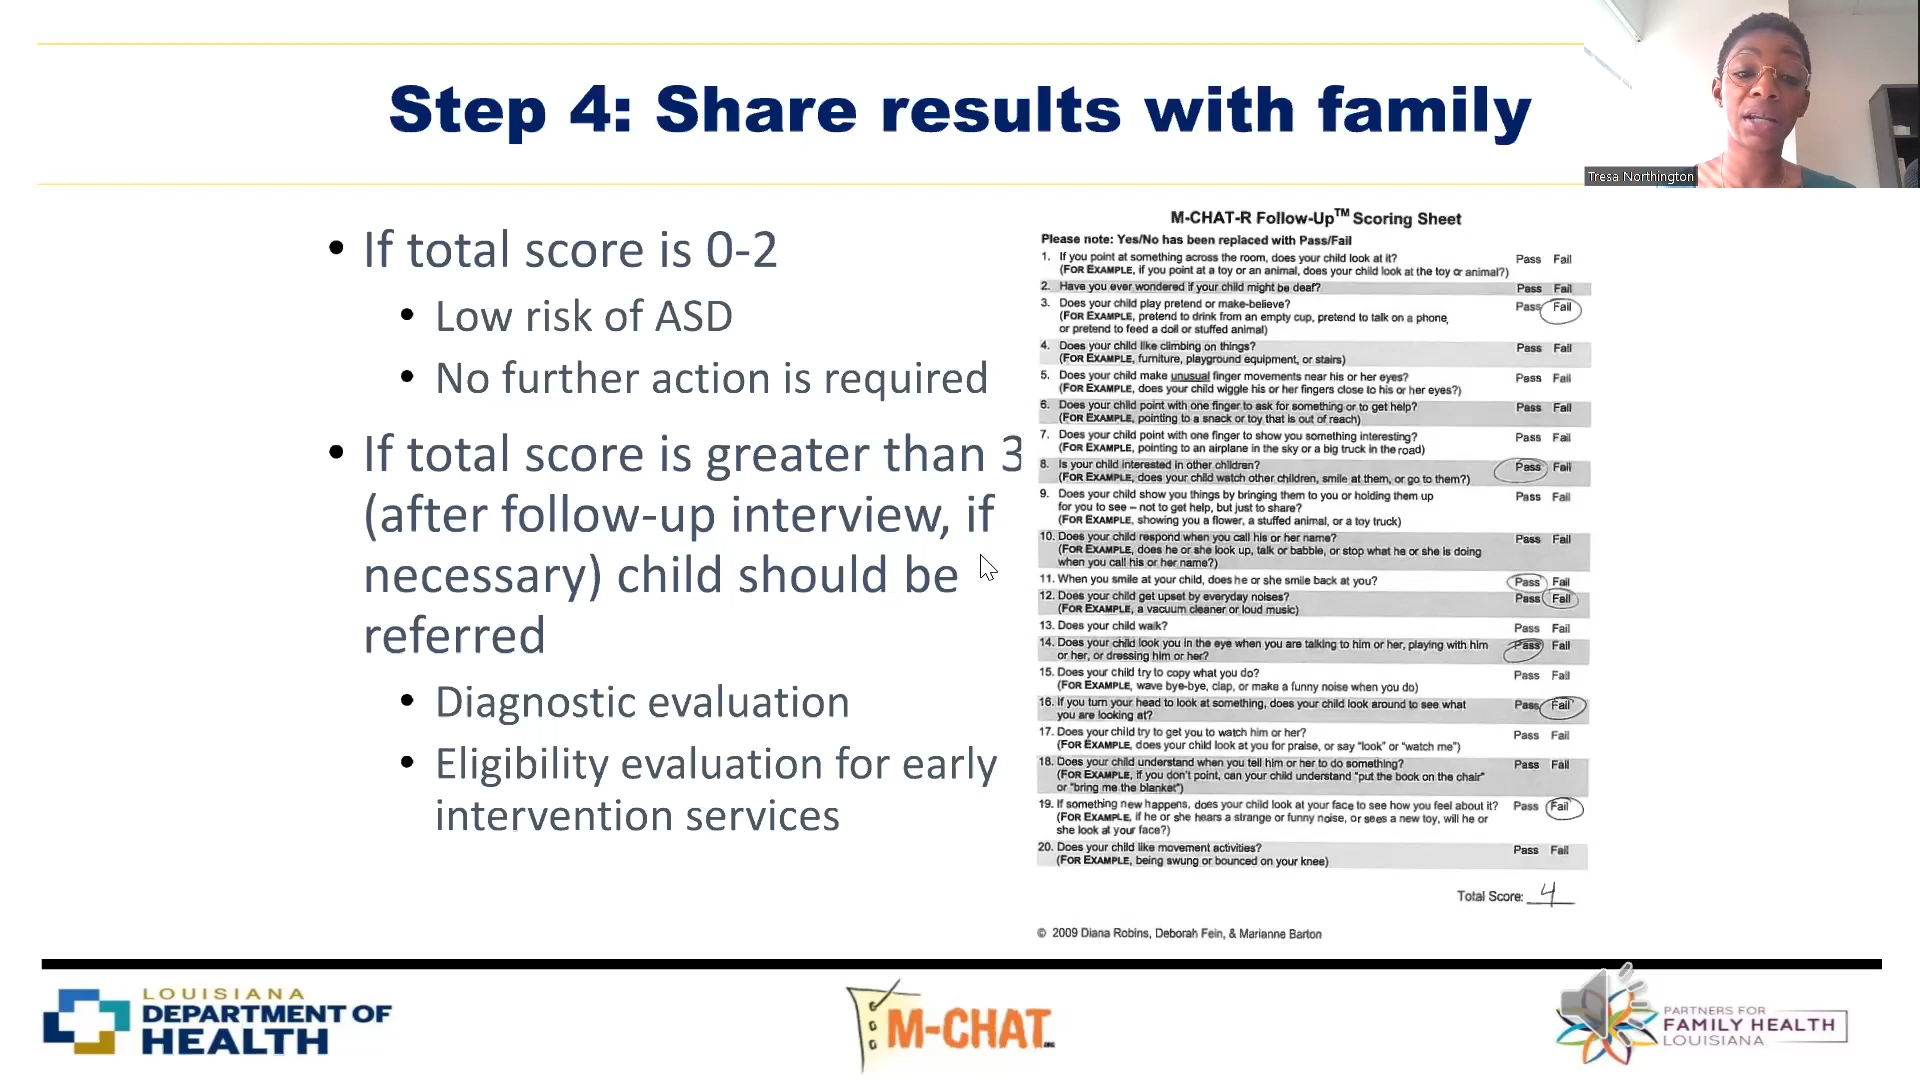 Step 4: Share results with family
Tresa Northington
• If total score is 0-2
• Low risk of ASD
• No further action is required
• If total score is greater than 3
(after follow-up interview, if
necessary) child should be
referred
• Diagnostic evaluation
• Eligibility evaluation for early
intervention services
M-CHAT-R Follow-Up™ Scoring Sheet
Please note: Yes/No has been replaced with Pass/Fail
1. If you point at something across the room, does your child look at it? Pass Fail
(FOR EXAMPLE, if you point at a toy or an animal, does your child look at the toy or animal?)
2. Have you ever wondered if your child might be deaf? Pass Fail
3. Does your child play pretend or make-believe? Pass Fail
(FOR EXAMPLE, pretend to drink from an empty cup, pretend to talk on a phone,
or pretend to feed a doll or stuffed animal)
4. Does your child like climbing on things? Pass Fail
(FOR EXAMPLE, furniture, playground equipment, or stairs)
5. Does your child make unusual finger movements near his or her eyes? Pass Fail
(FOR EXAMPLE, does your child wiggle his or her fingers close to his or her eyes?)
6. Does your child point with one finger to ask for something or to get help? Pass Fail
(FOR EXAMPLE, pointing to a snack or toy that is out of reach)
7. Does your child point with one finger to show you something interesting? Pass Fail
(FOR EXAMPLE, pointing to an airplane in the sky or a big truck in the road)
8. Is your child interested in other children? Pass Fail
(FOR EXAMPLE, does your child watch other children, smile at them, or go to them?)
9. Does your child show you things by bringing them to you or holding them up Pass Fail
for you to see – not to get help, but just to share?
(FOR EXAMPLE, showing you a flower, a stuffed animal, or a toy truck)
10. Does your child respond when you call his or her name? Pass Fail
(FOR EXAMPLE, does he or she look up, talk or babble, or stop what he or she is doing
when you call his or her name?)
11. When you smile at your child, does he or she smile back at you? Pass Fail
12. Does your child get upset by everyday noises? Pass Fail
(FOR EXAMPLE, a vacuum cleaner or loud music)
13. Does your child walk? Pass Fail
14. Does your child look you in the eye when you are talking to him or her, playing with him Pass Fail
or her, or dressing him or her?
15. Does your child try to copy what you do? Pass Fail
(FOR EXAMPLE, wave bye-bye, clap, or make a funny noise when you do)
16. If you turn your head to look at something, does your child look around to see what Pass Fail
you are looking at?
17. Does your child try to get you to watch him or her? Pass Fail
(FOR EXAMPLE, does your child look at you for praise, or say "look" or "watch me")
18. Does your child understand when you tell him or her to do something? Pass Fail
(FOR EXAMPLE, if you don't point, can your child understand "put the book on the chair"
or "bring me the blanket")
19. If something new happens, does your child look at your face to see how you feel about it? Pass Fail
(FOR EXAMPLE, if he or she hears a strange or funny noise, or sees a new toy, will he or
she look at your face?)
20. Does your child like movement activities? Pass Fail
(FOR EXAMPLE, being swung or bounced on your knee)
Total Score: 4
© 2009 Diana Robins, Deborah Fein, & Marianne Barton
LOUISIANA
DEPARTMENT OF
HEALTH
M-CHAT
PARTNERS FOR
FAMILY HEALTH
LOUISIANA